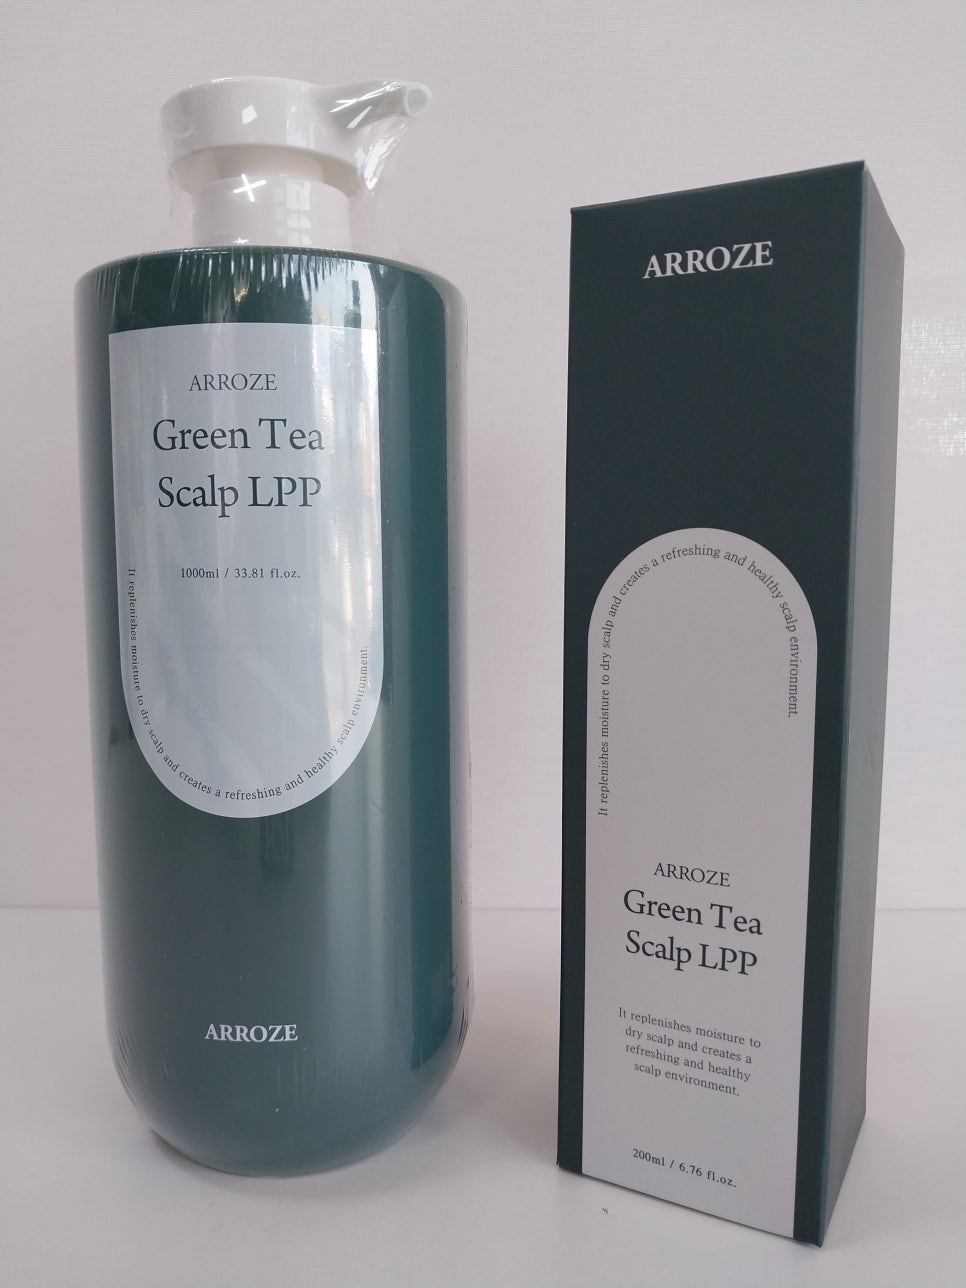 ARROZE
Green Tea
Scalp LPP
1000ml / 33.81 fl.oz.
It replenishes moisture to dry scalp and creates a refreshing and healthy scalp environment.
ARROZE
ARROZE
It replenishes moisture to dry scalp and creates a refreshing and healthy scalp environment.
ARROZE
Green Tea
Scalp LPP
It replenishes moisture to
dry scalp and creates a
refreshing and healthy
scalp environment.
200ml / 6.76 fl.oz.